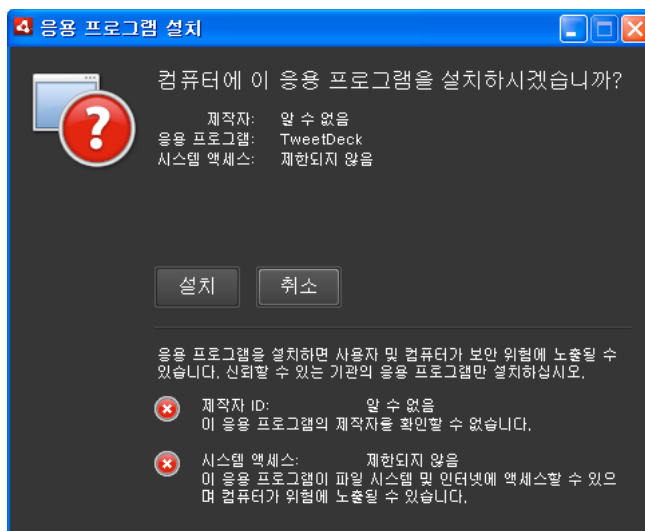 응용 프로그램 설치
컴퓨터에 이 응용 프로그램을 설치하시겠습니까?
제작자: 알 수 없음
응용 프로그램: TweetDeck
시스템 액세스: 제한되지 않음
설치 취소
응용 프로그램을 설치하면 사용자 및 컴퓨터가 보안 위험에 노출될 수
있습니다. 신뢰할 수 있는 기관의 응용 프로그램만 설치하십시오.
제작자 ID: 알 수 없음
이 응용 프로그램의 제작자를 확인할 수 없습니다.
시스템 액세스: 제한되지 않음
이 응용 프로그램이 파일 시스템 및 인터넷에 액세스할 수 있으
며 컴퓨터가 위험에 노출될 수 있습니다.